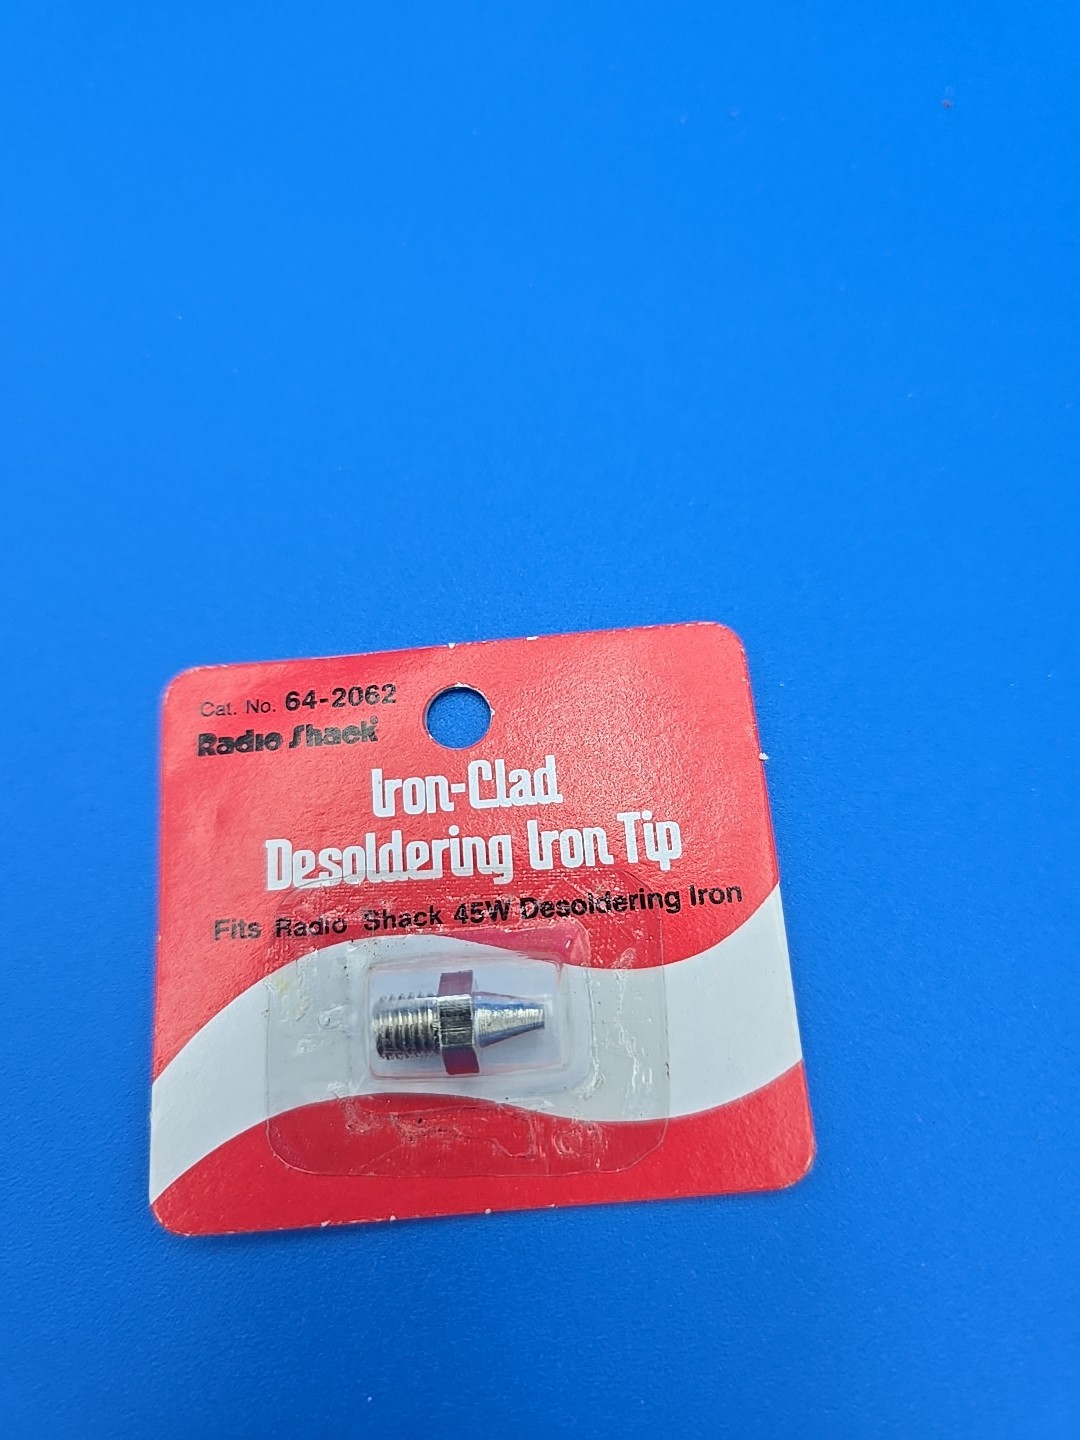 Cat. No. 64-2062
Radio Shack®
Iron-Clad
Desoldering Iron Tip
Fits Radio Shack 45W Desoldering Iron